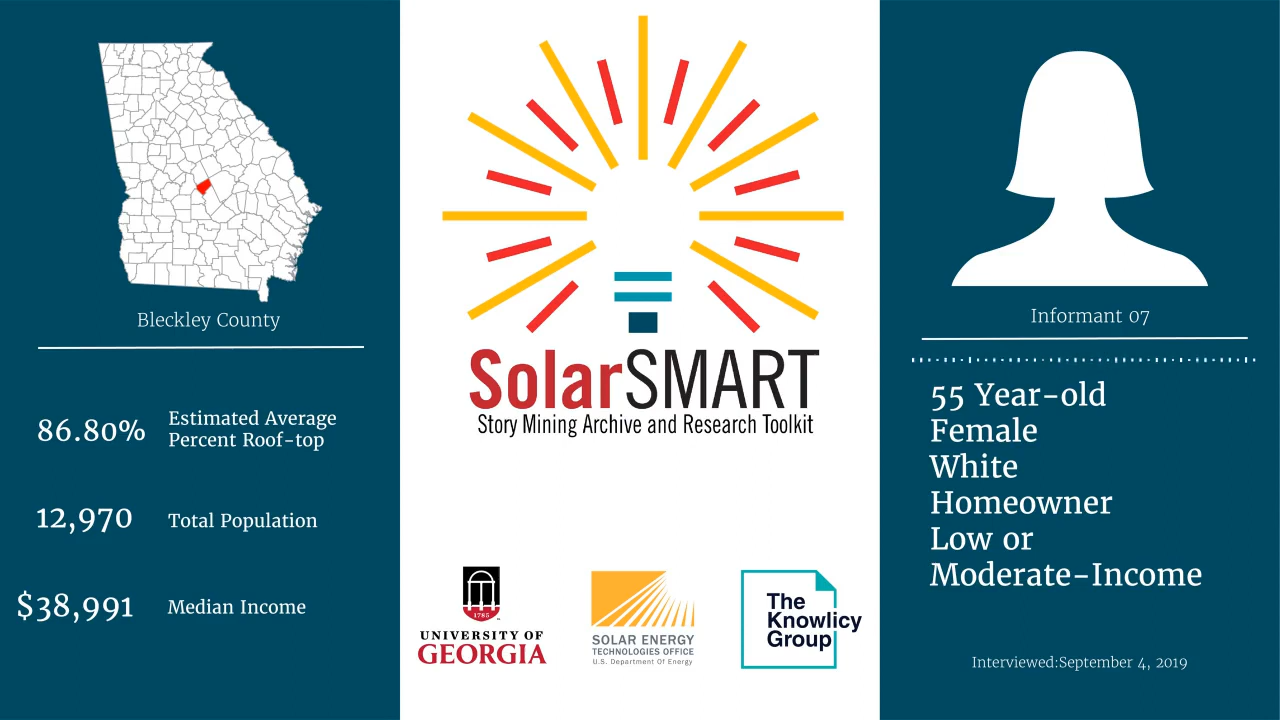 Bleckley County
86.80%
Estimated Average
Percent Roof-top
12,970
Total Population
$38,991
Median Income
SolarSMART
Story Mining Archive and Research Toolkit
1785
UNIVERSITY OF
GEORGIA
SOLAR ENERGY
TECHNOLOGIES OFFICE
U.S. Department Of Energy
The
Knowlicy
Group
Informant 07
55 Year-old
Female
White
Homeowner
Low or
Moderate-Income
Interviewed:September 4, 2019